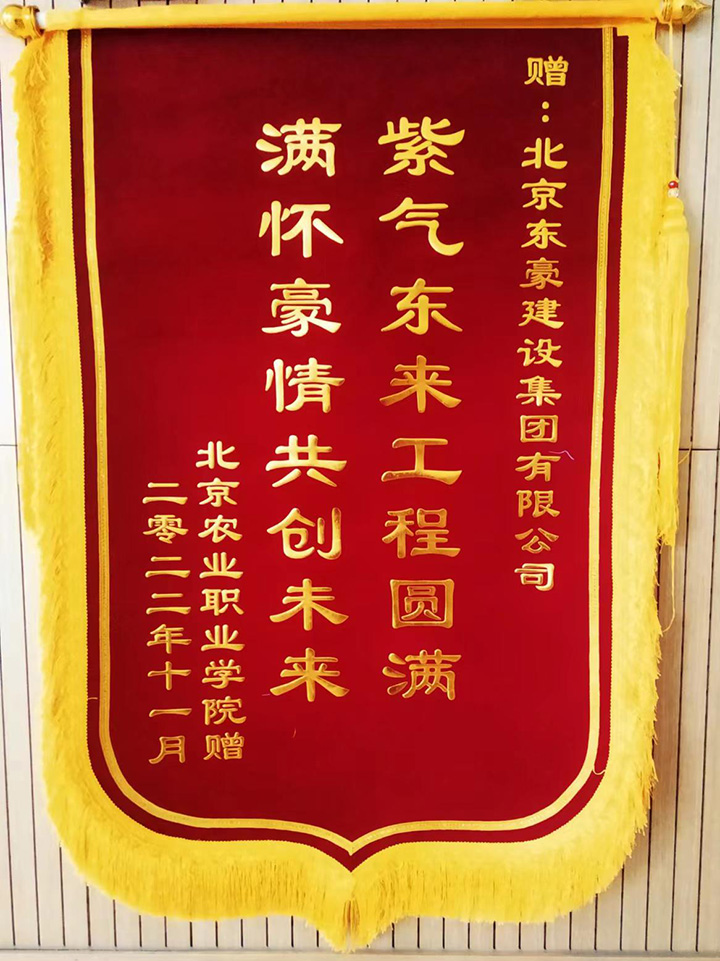 赠：北京东豪建设集团有限公司
紫气东来工程圆满
满怀豪情共创未来
北京农业职业学院赠
二零二二年十一月